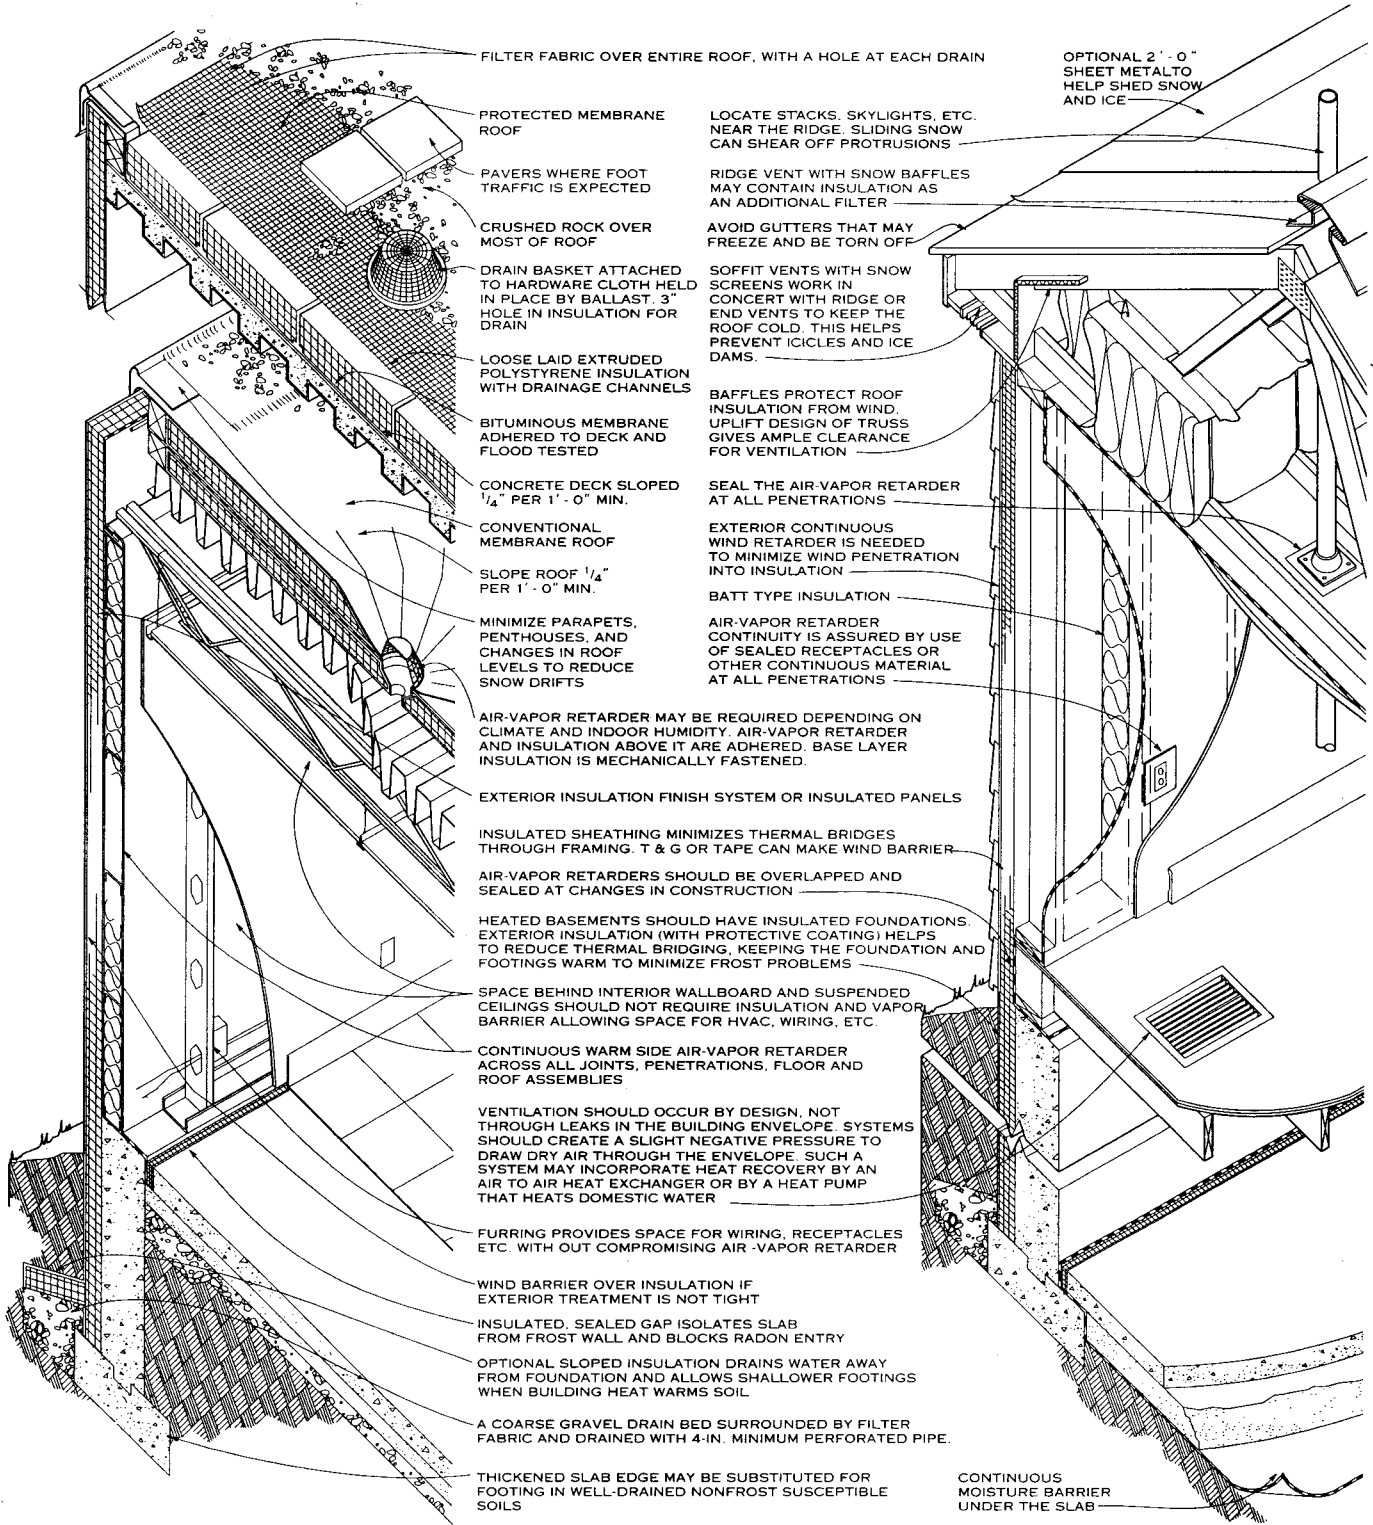 FILTER FABRIC OVER ENTIRE ROOF, WITH A HOLE AT EACH DRAIN
OPTIONAL 2'-0"
SHEET METALTO
HELP SHED SNOW
AND ICE
PROTECTED MEMBRANE
ROOF
PAVERS WHERE FOOT
TRAFFIC IS EXPECTED
CRUSHED ROCK OVER
MOST OF ROOF
DRAIN BASKET ATTACHED
TO HARDWARE CLOTH HELD
IN PLACE BY BALLAST. 3"
HOLE IN INSULATION FOR
DRAIN
LOOSE LAID EXTRUDED
POLYSTYRENE INSULATION
WITH DRAINAGE CHANNELS
BITUMINOUS MEMBRANE
ADHERED TO DECK AND
FLOOD TESTED
CONCRETE DECK SLOPED
1/4" PER 1'-0" MIN.
CONVENTIONAL
MEMBRANE ROOF
SLOPE ROOF 1/4"
PER 1'-0" MIN.
MINIMIZE PARAPETS,
PENTHOUSES, AND
CHANGES IN ROOF
LEVELS TO REDUCE
SNOW DRIFTS
LOCATE STACKS. SKYLIGHTS, ETC.
NEAR THE RIDGE. SLIDING SNOW
CAN SHEAR OFF PROTRUSIONS
RIDGE VENT WITH SNOW BAFFLES
MAY CONTAIN INSULATION AS
AN ADDITIONAL FILTER
AVOID GUTTERS THAT MAY
FREEZE AND BE TORN OFF
SOFFIT VENTS WITH SNOW
SCREENS WORK IN
CONCERT WITH RIDGE OR
END VENTS TO KEEP THE
ROOF COLD. THIS HELPS
PREVENT ICICLES AND ICE
DAMS.
BAFFLES PROTECT ROOF
INSULATION FROM WIND.
UPLIFT DESIGN OF TRUSS
GIVES AMPLE CLEARANCE
FOR VENTILATION
SEAL THE AIR-VAPOR RETARDER
AT ALL PENETRATIONS
EXTERIOR CONTINUOUS
WIND RETARDER IS NEEDED
TO MINIMIZE WIND PENETRATION
INTO INSULATION
BATT TYPE INSULATION
AIR-VAPOR RETARDER
CONTINUITY IS ASSURED BY USE
OF SEALED RECEPTACLES OR
OTHER CONTINUOUS MATERIAL
AT ALL PENETRATIONS
AIR-VAPOR RETARDER MAY BE REQUIRED DEPENDING ON
CLIMATE AND INDOOR HUMIDITY. AIR-VAPOR RETARDER
AND INSULATION ABOVE IT ARE ADHERED. BASE LAYER
INSULATION IS MECHANICALLY FASTENED.
EXTERIOR INSULATION FINISH SYSTEM OR INSULATED PANELS
INSULATED SHEATHING MINIMIZES THERMAL BRIDGES
THROUGH FRAMING. T & G OR TAPE CAN MAKE WIND BARRIER
AIR-VAPOR RETARDERS SHOULD BE OVERLAPPED AND
SEALED AT CHANGES IN CONSTRUCTION
HEATED BASEMENTS SHOULD HAVE INSULATED FOUNDATIONS.
EXTERIOR INSULATION (WITH PROTECTIVE COATING) HELPS
TO REDUCE THERMAL BRIDGING, KEEPING THE FOUNDATION AND
FOOTINGS WARM TO MINIMIZE FROST PROBLEMS
SPACE BEHIND INTERIOR WALLBOARD AND SUSPENDED
CEILINGS SHOULD NOT REQUIRE INSULATION AND VAPOR
BARRIER ALLOWING SPACE FOR HVAC, WIRING, ETC.
CONTINUOUS WARM SIDE AIR-VAPOR RETARDER
ACROSS ALL JOINTS, PENETRATIONS, FLOOR AND
ROOF ASSEMBLIES
VENTILATION SHOULD OCCUR BY DESIGN, NOT
THROUGH LEAKS IN THE BUILDING ENVELOPE. SYSTEMS
SHOULD CREATE A SLIGHT NEGATIVE PRESSURE TO
DRAW DRY AIR THROUGH THE ENVELOPE. SUCH A
SYSTEM MAY INCORPORATE HEAT RECOVERY BY AN
AIR TO AIR HEAT EXCHANGER OR BY A HEAT PUMP
THAT HEATS DOMESTIC WATER
FURRING PROVIDES SPACE FOR WIRING, RECEPTACLES
ETC. WITH OUT COMPROMISING AIR -VAPOR RETARDER
WIND BARRIER OVER INSULATION IF
EXTERIOR TREATMENT IS NOT TIGHT
INSULATED, SEALED GAP ISOLATES SLAB
FROM FROST WALL AND BLOCKS RADON ENTRY
OPTIONAL SLOPED INSULATION DRAINS WATER AWAY
FROM FOUNDATION AND ALLOWS SHALLOWER FOOTINGS
WHEN BUILDING HEAT WARMS SOIL
A COARSE GRAVEL DRAIN BED SURROUNDED BY FILTER
FABRIC AND DRAINED WITH 4-IN. MINIMUM PERFORATED PIPE.
THICKENED SLAB EDGE MAY BE SUBSTITUTED FOR
FOOTING IN WELL-DRAINED NONFROST SUSCEPTIBLE
SOILS
CONTINUOUS
MOISTURE BARRIER
UNDER THE SLAB